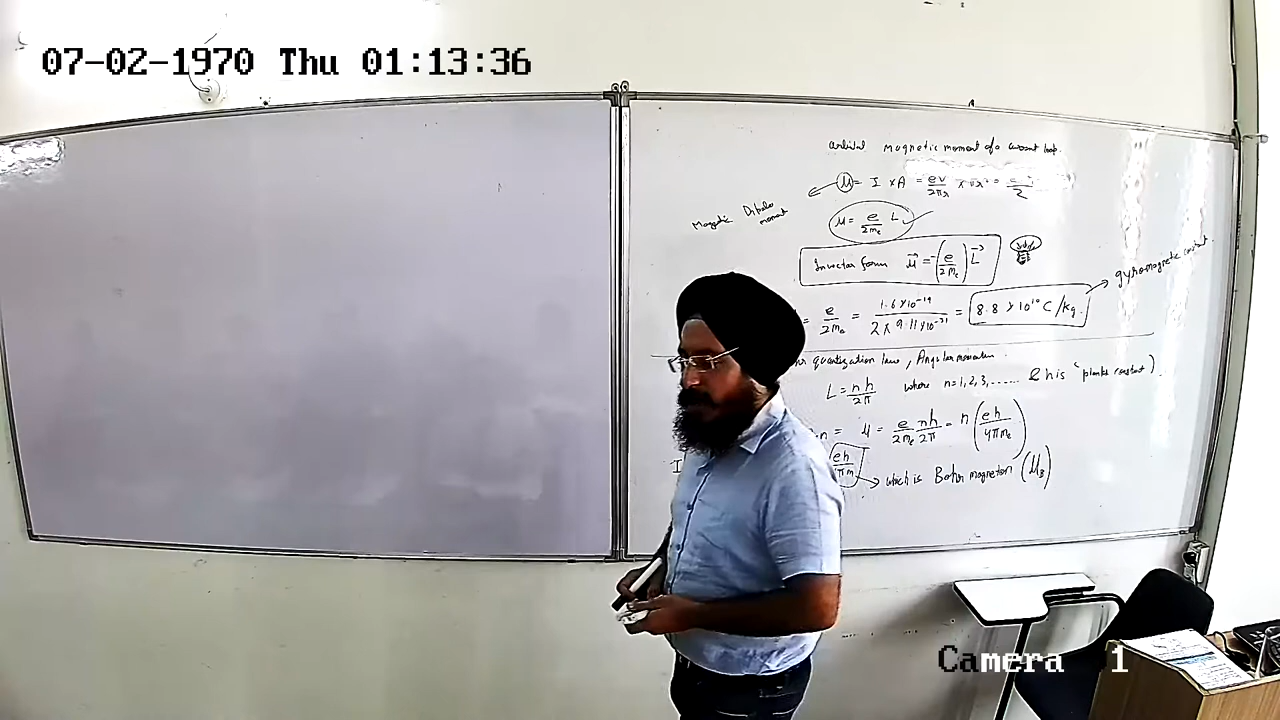 07-02-1970 Thu 01:13:36
orbital magnetic moment of a current loop.
μ = I × A = ev/2πr × πr² =
Magnetic Dipole moment
μ = e/2mₑ L
In vector form μ⃗ = -(e/2mₑ) L⃗
= e/2mₑ = 1.6×10⁻¹⁹/2×9.11×10⁻³¹ = 8.8×10¹⁰ C/kg.
gyromagnetic constant.
quantization law, Angular momentum.
L = nh/2π where n=1,2,3,...... & h is 'planks constant')
μ = e/2mₑ nh/2π = n(eh/4πmₑ)
eh/πm which is Bohr magneton (μB)
Camera 1